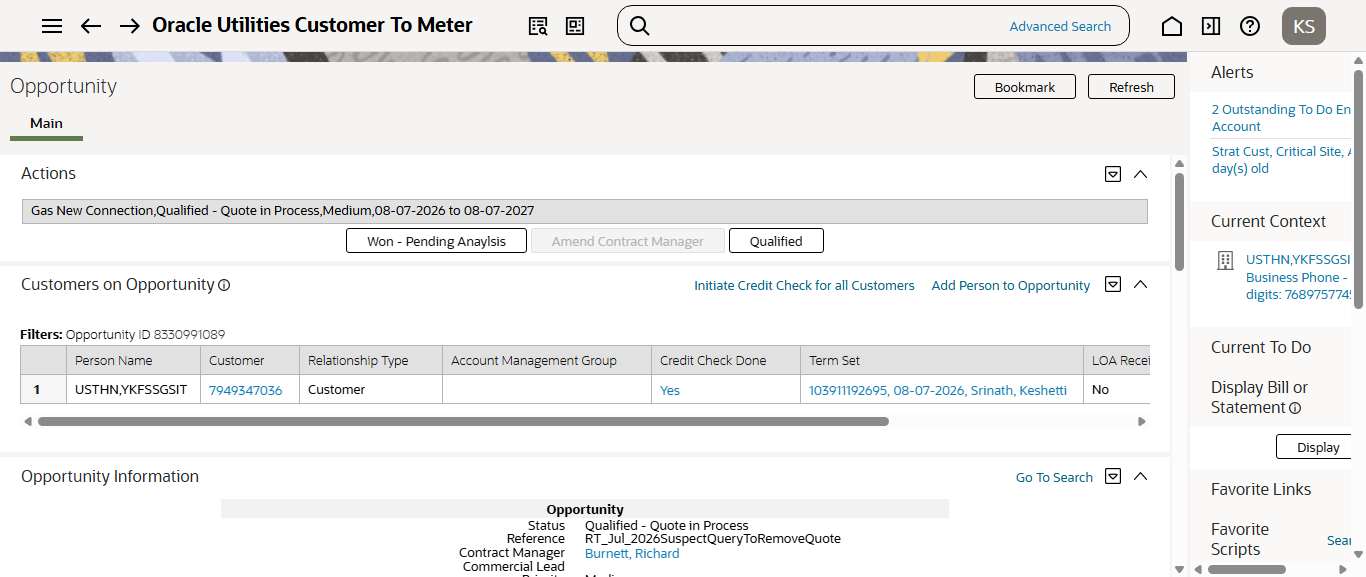 Oracle Utilities Customer To Meter
Advanced Search
KS
Opportunity
Bookmark
Refresh
Main
Actions
Gas New Connection,Qualified - Quote in Process,Medium,08-07-2026 to 08-07-2027
Won - Pending Anaylsis
Amend Contract Manager
Qualified
Customers on Opportunity
Initiate Credit Check for all Customers
Add Person to Opportunity
Filters: Opportunity ID 8330991089
Person Name Customer Relationship Type Account Management Group Credit Check Done Term Set LOA Recei
1 USTHN,YKFSSGSIT 7949347036 Customer Yes 103911192695, 08-07-2026, Srinath, Keshetti No
Opportunity Information
Go To Search
Opportunity
Status Qualified - Quote in Process
Reference RT_Jul_2026SuspectQueryToRemoveQuote
Contract Manager Burnett, Richard
Commercial Lead
Alerts
2 Outstanding To Do En
Account
Strat Cust, Critical Site,
day(s) old
Current Context
USTHN,YKFSSGSI
Business Phone -
digits: 7689757745
Current To Do
Display Bill or
Statement
Display
Favorite Links
Favorite
Scripts
Sear